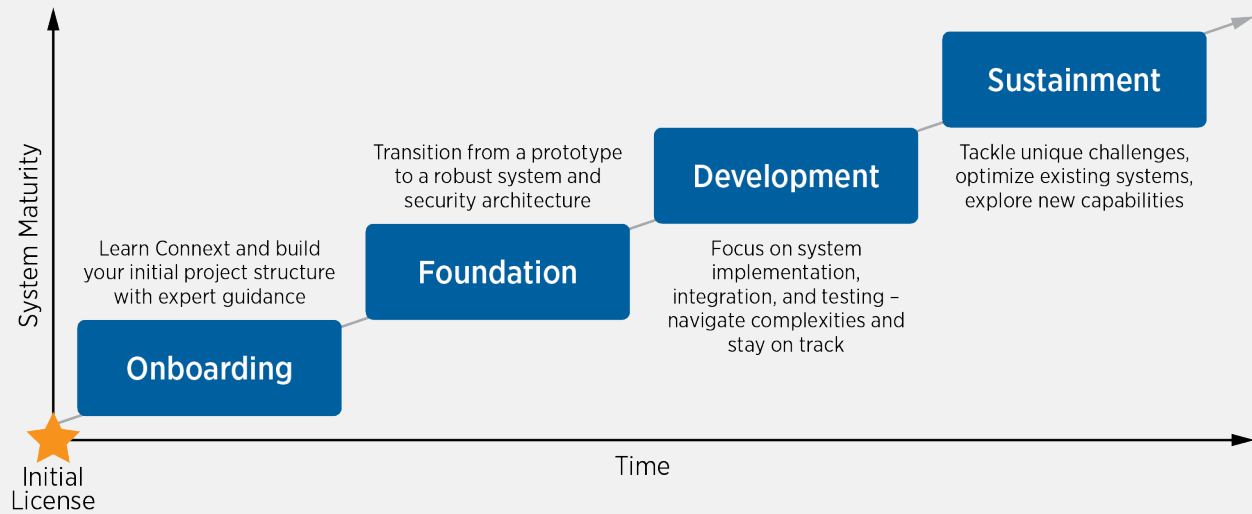 System Maturity
Sustainment
Tackle unique challenges,
optimize existing systems,
explore new capabilities
Transition from a prototype
to a robust system and
security architecture
Development
Focus on system
implementation,
integration, and testing –
navigate complexities and
stay on track
Learn Connext and build
your initial project structure
with expert guidance
Foundation
Onboarding
Initial
License
Time